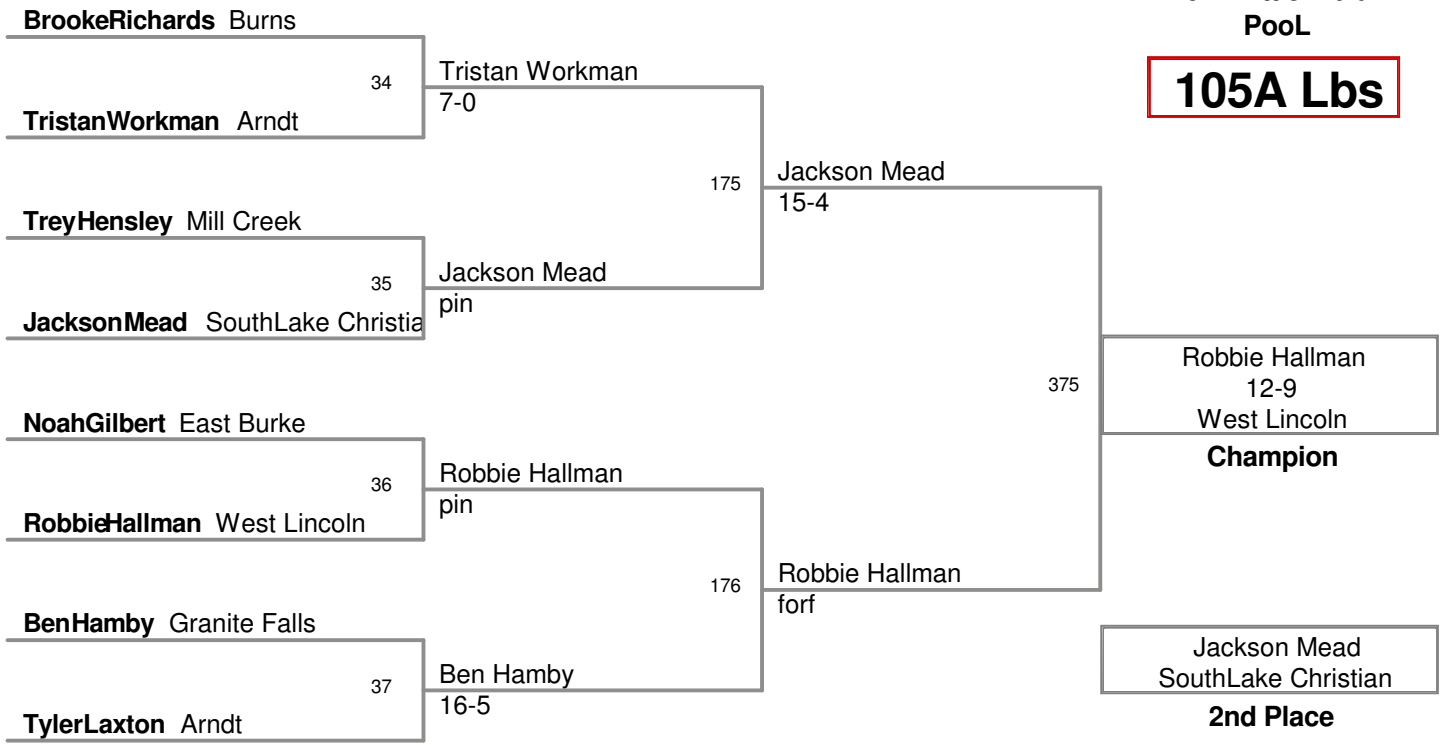 PooL
105A Lbs
BrookeRichards Burns
34
Tristan Workman
7-0
TristanWorkman Arndt
175
Jackson Mead
15-4
TreyHensley Mill Creek
35
Jackson Mead
pin
JacksonMead SouthLake Christia
375
Robbie Hallman
12-9
West Lincoln
Champion
NoahGilbert East Burke
36
Robbie Hallman
pin
RobbieHallman West Lincoln
176
Robbie Hallman
forf
BenHamby Granite Falls
37
Ben Hamby
16-5
TylerLaxton Arndt
Jackson Mead
SouthLake Christian
2nd Place